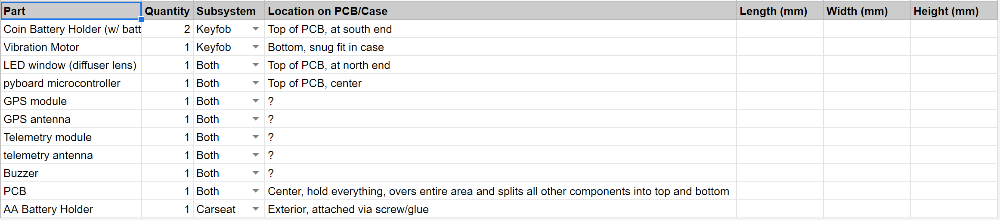 Part Quantity Subsystem Location on PCB/Case Length (mm) Width (mm) Height (mm)
Coin Battery Holder (w/ batt 2 Keyfob Top of PCB, at south end
Vibration Motor 1 Keyfob Bottom, snug fit in case
LED window (diffuser lens) 1 Both Top of PCB, at north end
pyboard microcontroller 1 Both Top of PCB, center
GPS module 1 Both ?
GPS antenna 1 Both ?
Telemetry module 1 Both ?
telemetry antenna 1 Both ?
Buzzer 1 Both ?
PCB 1 Both Center, hold everything, overs entire area and splits all other components into top and bottom
AA Battery Holder 1 Carseat Exterior, attached via screw/glue